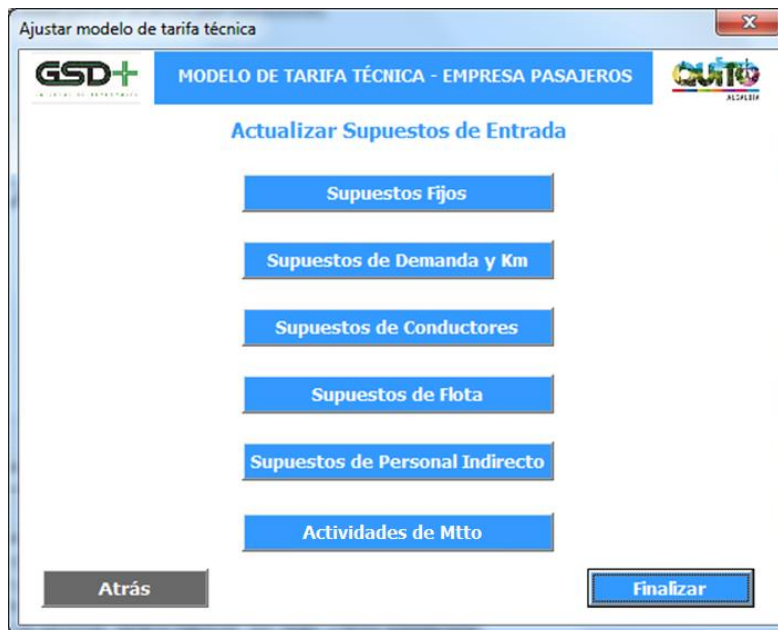 Ajustar modelo de tarifa técnica
GSD+
MODELO DE TARIFA TÉCNICA - EMPRESA PASAJEROS
QUITO
ALCALDÍA
Actualizar Supuestos de Entrada
Supuestos Fijos
Supuestos de Demanda y Km
Supuestos de Conductores
Supuestos de Flota
Supuestos de Personal Indirecto
Actividades de Mtto
Atrás
Finalizar